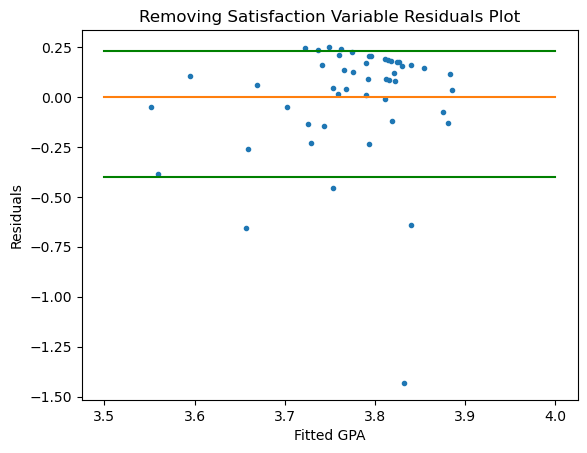 Removing Satisfaction Variable Residuals Plot
0.25
0.00
−0.25
−0.50
−0.75
−1.00
−1.25
−1.50
Residuals
3.5 3.6 3.7 3.8 3.9 4.0
Fitted GPA